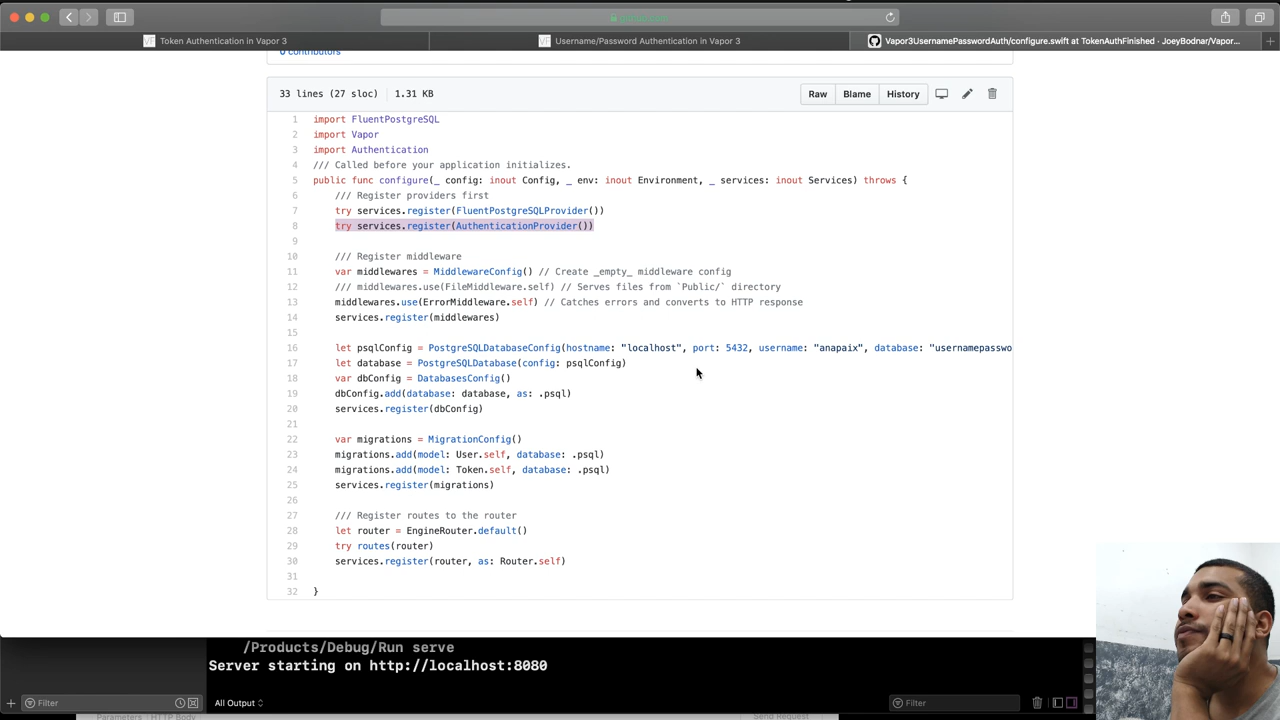 github.com
Token Authentication in Vapor 3
Username/Password Authentication in Vapor 3
Vapor3UsernamePasswordAuth/configure.swift at TokenAuthFinished · JoeyBodnar/Vapor...
0 contributors
33 lines (27 sloc) 1.31 KB
Raw Blame History
1 import FluentPostgreSQL
2 import Vapor
3 import Authentication
4 /// Called before your application initializes.
5 public func configure(_ config: inout Config, _ env: inout Environment, _ services: inout Services) throws {
6 /// Register providers first
7 try services.register(FluentPostgreSQLProvider())
8 try services.register(AuthenticationProvider())
9
10 /// Register middleware
11 var middlewares = MiddlewareConfig() // Create _empty_ middleware config
12 /// middlewares.use(FileMiddleware.self) // Serves files from `Public/` directory
13 middlewares.use(ErrorMiddleware.self) // Catches errors and converts to HTTP response
14 services.register(middlewares)
15
16 let psqlConfig = PostgreSQLDatabaseConfig(hostname: "localhost", port: 5432, username: "anapaix", database: "usernamepasswo
17 let database = PostgreSQLDatabase(config: psqlConfig)
18 var dbConfig = DatabasesConfig()
19 dbConfig.add(database: database, as: .psql)
20 services.register(dbConfig)
21
22 var migrations = MigrationConfig()
23 migrations.add(model: User.self, database: .psql)
24 migrations.add(model: Token.self, database: .psql)
25 services.register(migrations)
26
27 /// Register routes to the router
28 let router = EngineRouter.default()
29 try routes(router)
30 services.register(router, as: Router.self)
31
32 }
/Products/Debug/Run serve
Server starting on http://localhost:8080
Filter
All Output
Filter
Parameters HTTP Body
Send Request